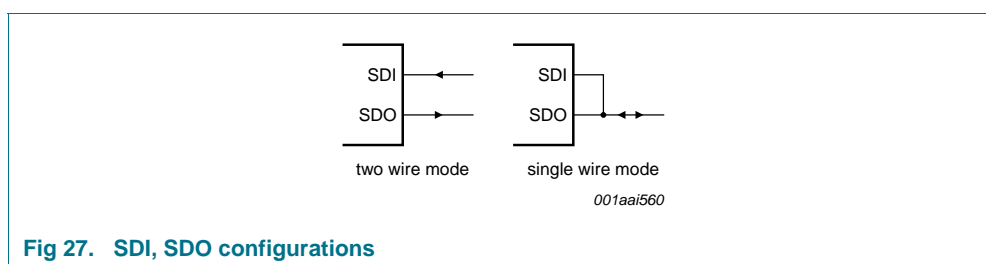 SDI
SDO
two wire mode
SDI
SDO
single wire mode
001aai560
Fig 27. SDI, SDO configurations